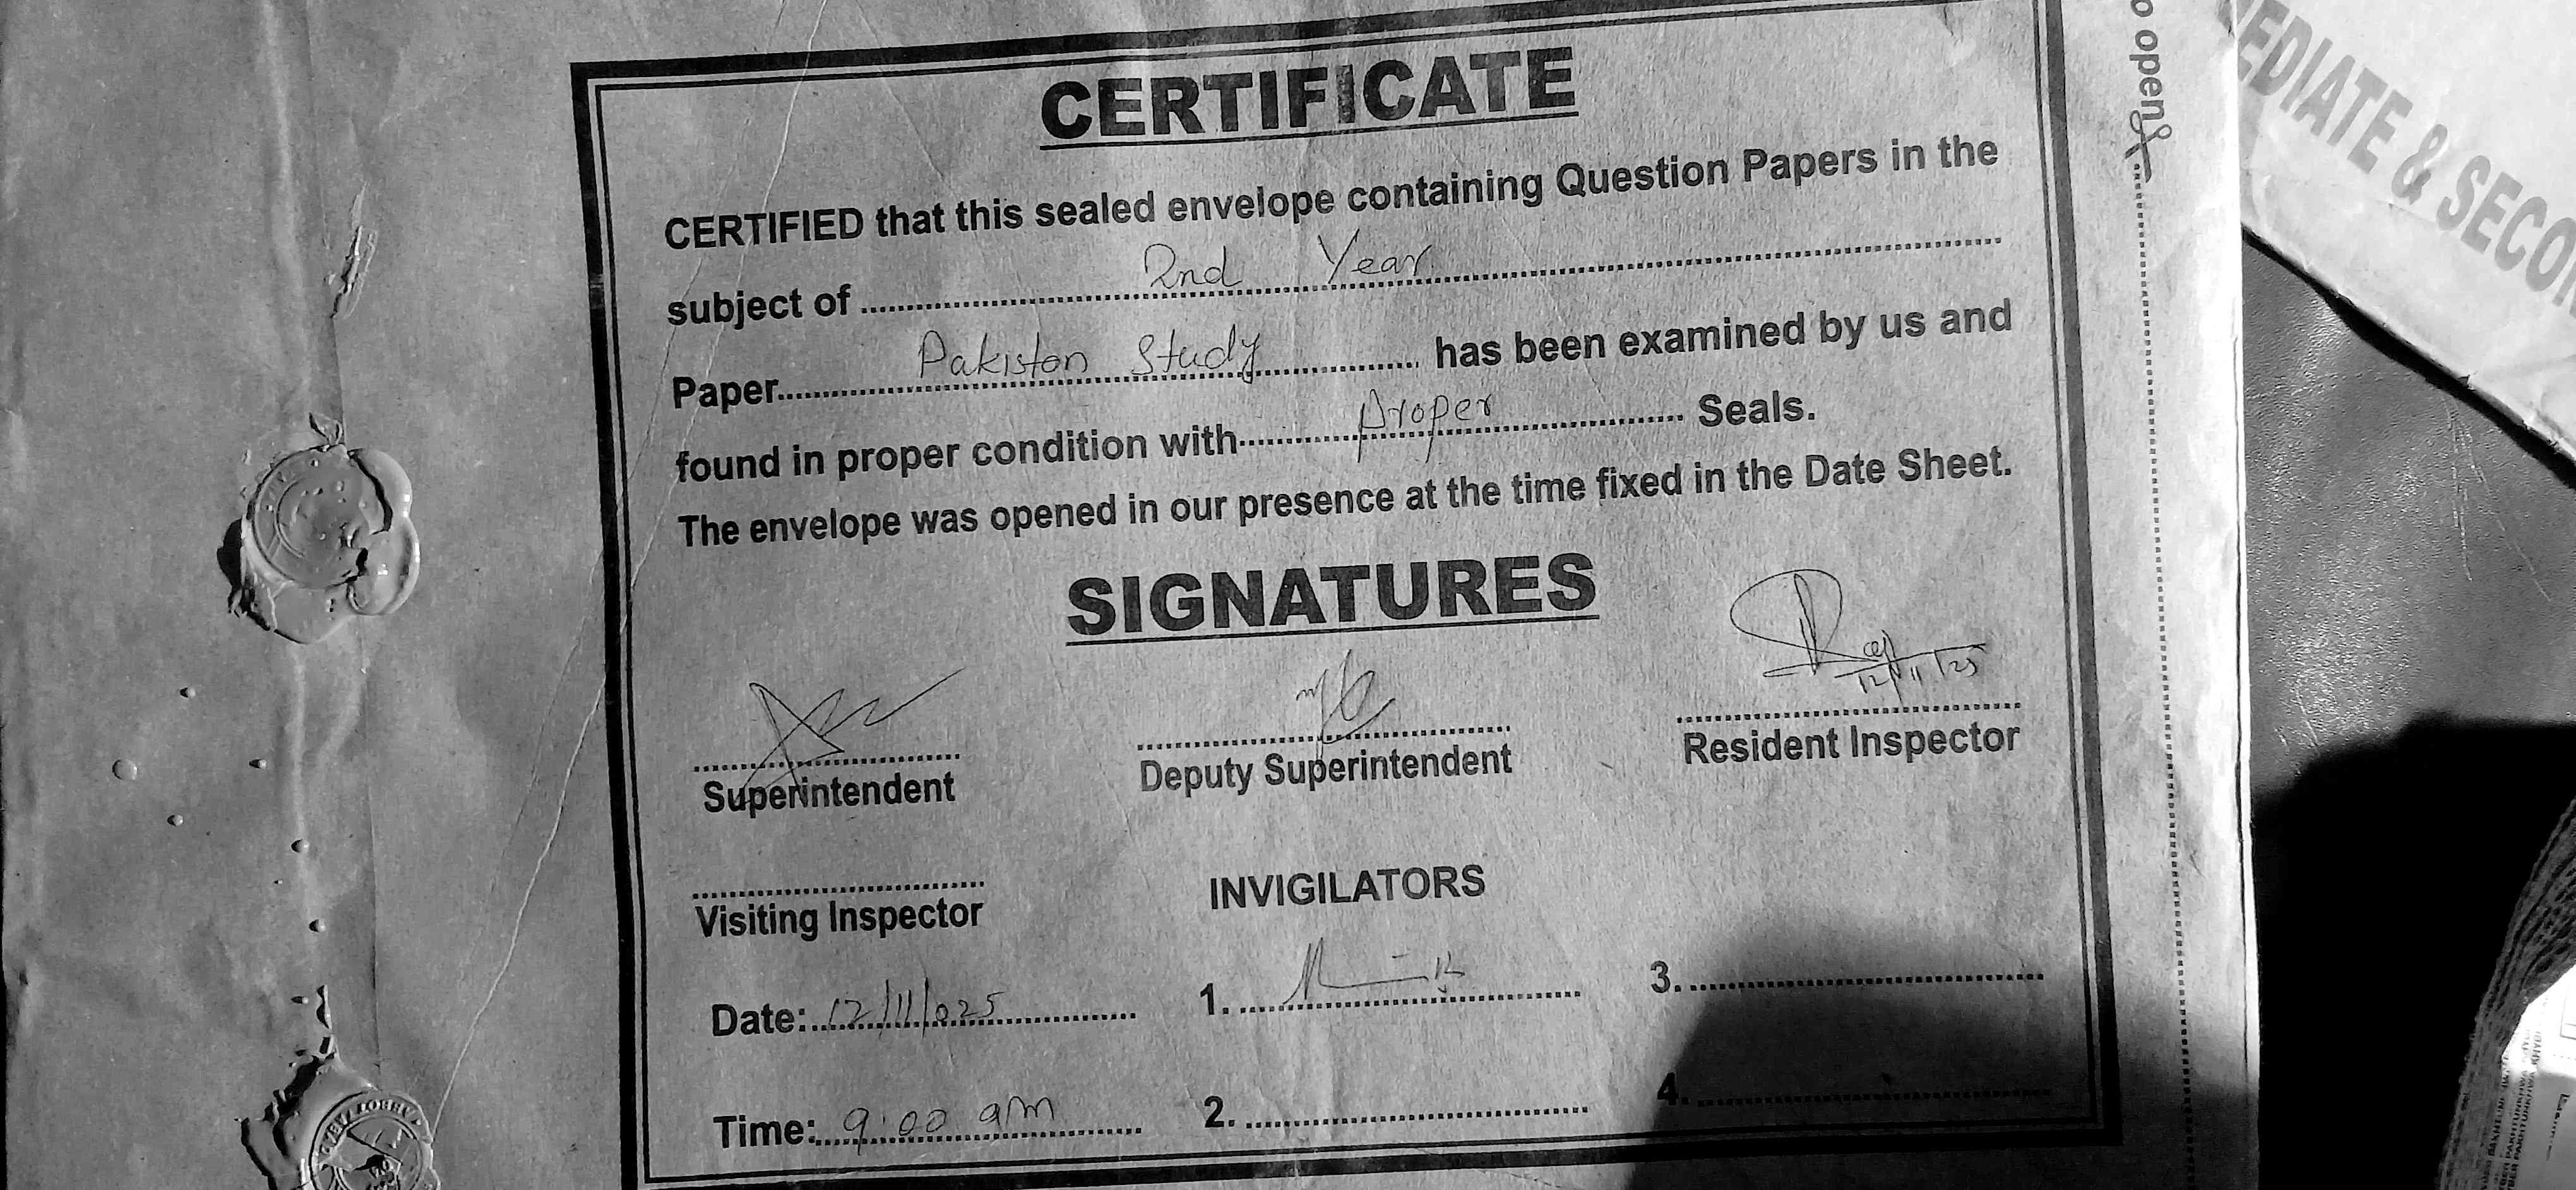 CERTIFICATE
CERTIFIED that this sealed envelope containing Question Papers in the
subject of 2nd Year
Paper Pakistan Study has been examined by us and
found in proper condition with Proper Seals.
The envelope was opened in our presence at the time fixed in the Date Sheet.
SIGNATURES
12/11/25
Superintendent
Deputy Superintendent
Resident Inspector
Visiting Inspector
INVIGILATORS
Date: 12/11/025
1.
3.
Time: 9:00 am
2.
4.
o open
EDIATE & SECO
ABBOTTABAD